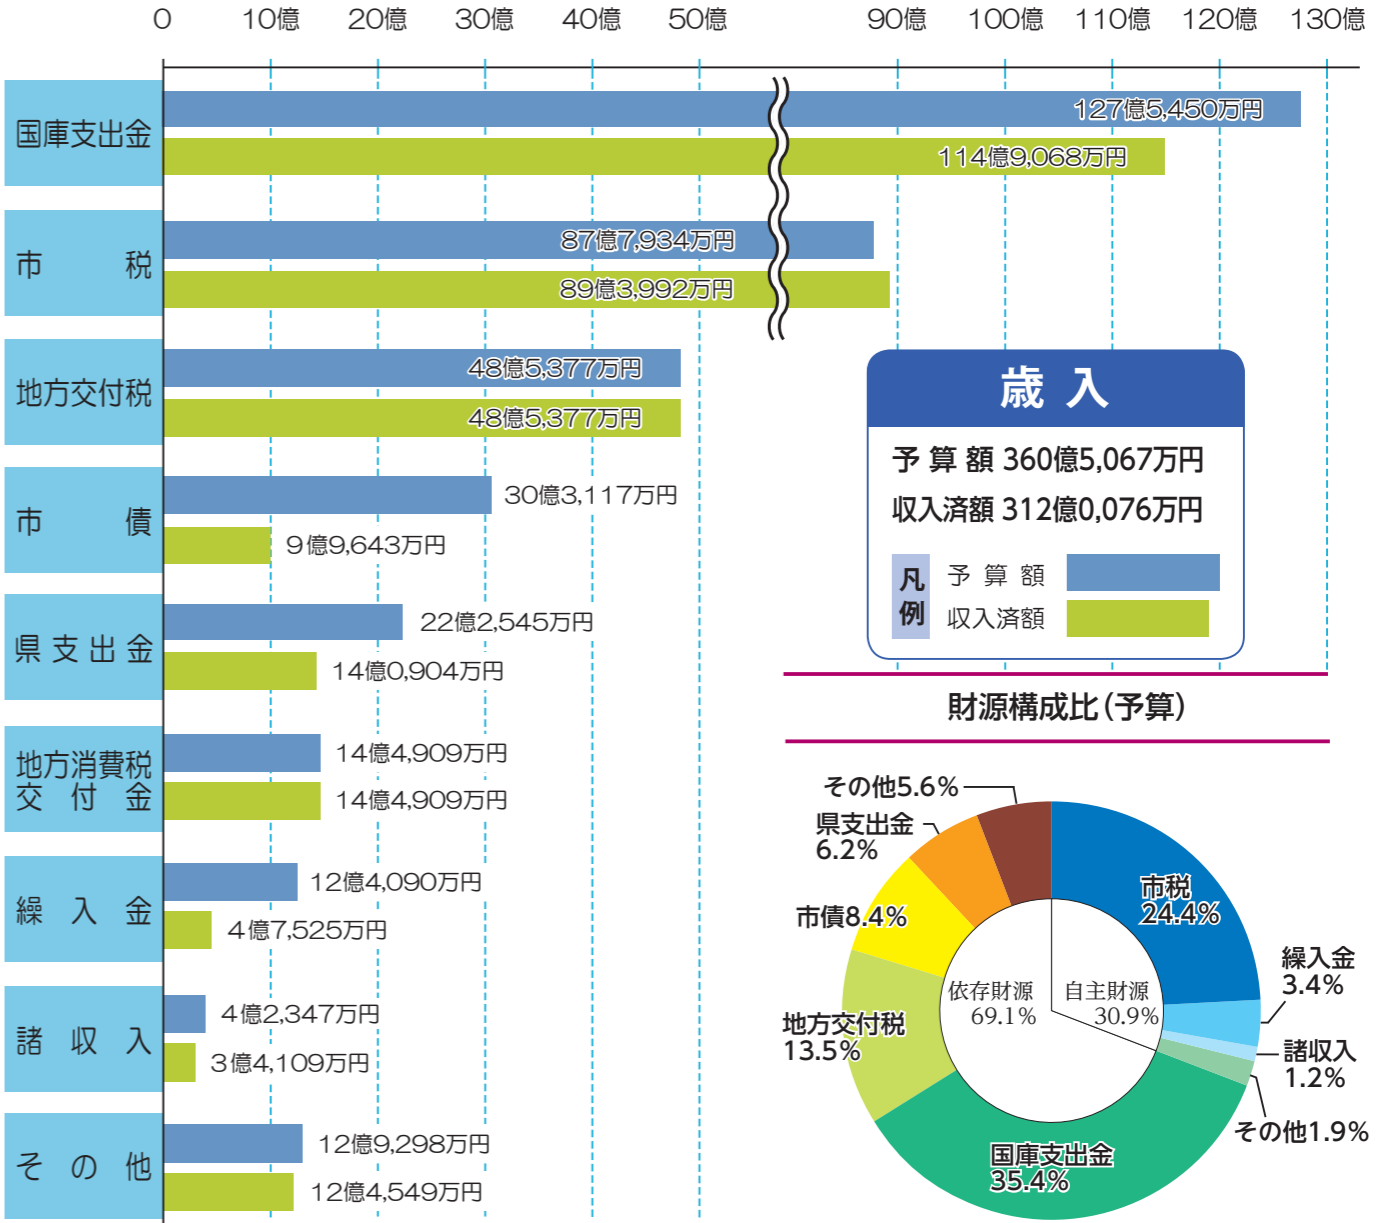 0 10億 20億 30億 40億 50億 90億 100億 110億 120億 130億
国庫支出金
127億5,450万円
114億9,068万円
市税
87億7,934万円
89億3,992万円
地方交付税
48億5,377万円
48億5,377万円
市債
30億3,117万円
9億9,643万円
県支出金
22億2,545万円
14億0,904万円
地方消費税
交付金
14億4,909万円
14億4,909万円
繰入金
12億4,090万円
4億7,525万円
諸収入
4億2,347万円
3億4,109万円
その他
12億9,298万円
12億4,549万円
歳入
予算額 360億5,067万円
収入済額 312億0,076万円
凡例
予算額
収入済額
財源構成比(予算)
その他5.6%
県支出金
6.2%
市債8.4%
地方交付税
13.5%
国庫支出金
35.4%
市税
24.4%
繰入金
3.4%
諸収入
1.2%
その他1.9%
依存財源
69.1%
自主財源
30.9%